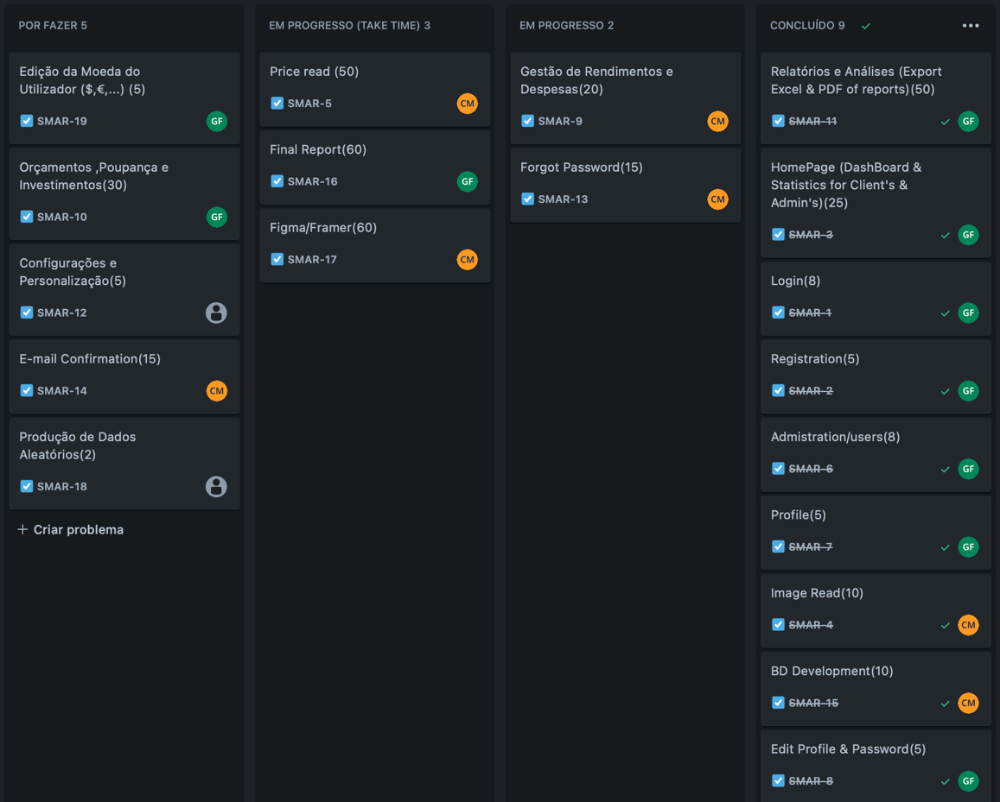 POR FAZER 5
Edição da Moeda do
Utilizador ($,€,...) (5)
SMAR-19
GF
Orçamentos ,Poupança e
Investimentos(30)
SMAR-10
GF
Configurações e
Personalização(5)
SMAR-12
E-mail Confirmation(15)
SMAR-14
CM
Produção de Dados
Aleatórios(2)
SMAR-18
+ Criar problema
EM PROGRESSO (TAKE TIME) 3
Price read (50)
SMAR-5
CM
Final Report(60)
SMAR-16
GF
Figma/Framer(60)
SMAR-17
CM
EM PROGRESSO 2
Gestão de Rendimentos e
Despesas(20)
SMAR-9
CM
Forgot Password(15)
SMAR-13
CM
CONCLUÍDO 9
Relatórios e Análises (Export
Excel & PDF of reports)(50)
SMAR-11
GF
HomePage (DashBoard &
Statistics for Client's &
Admin's)(25)
SMAR-3
GF
Login(8)
SMAR-1
GF
Registration(5)
SMAR-2
GF
Admistration/users(8)
SMAR-6
GF
Profile(5)
SMAR-7
GF
Image Read(10)
SMAR-4
CM
BD Development(10)
SMAR-15
CM
Edit Profile & Password(5)
SMAR-8
GF